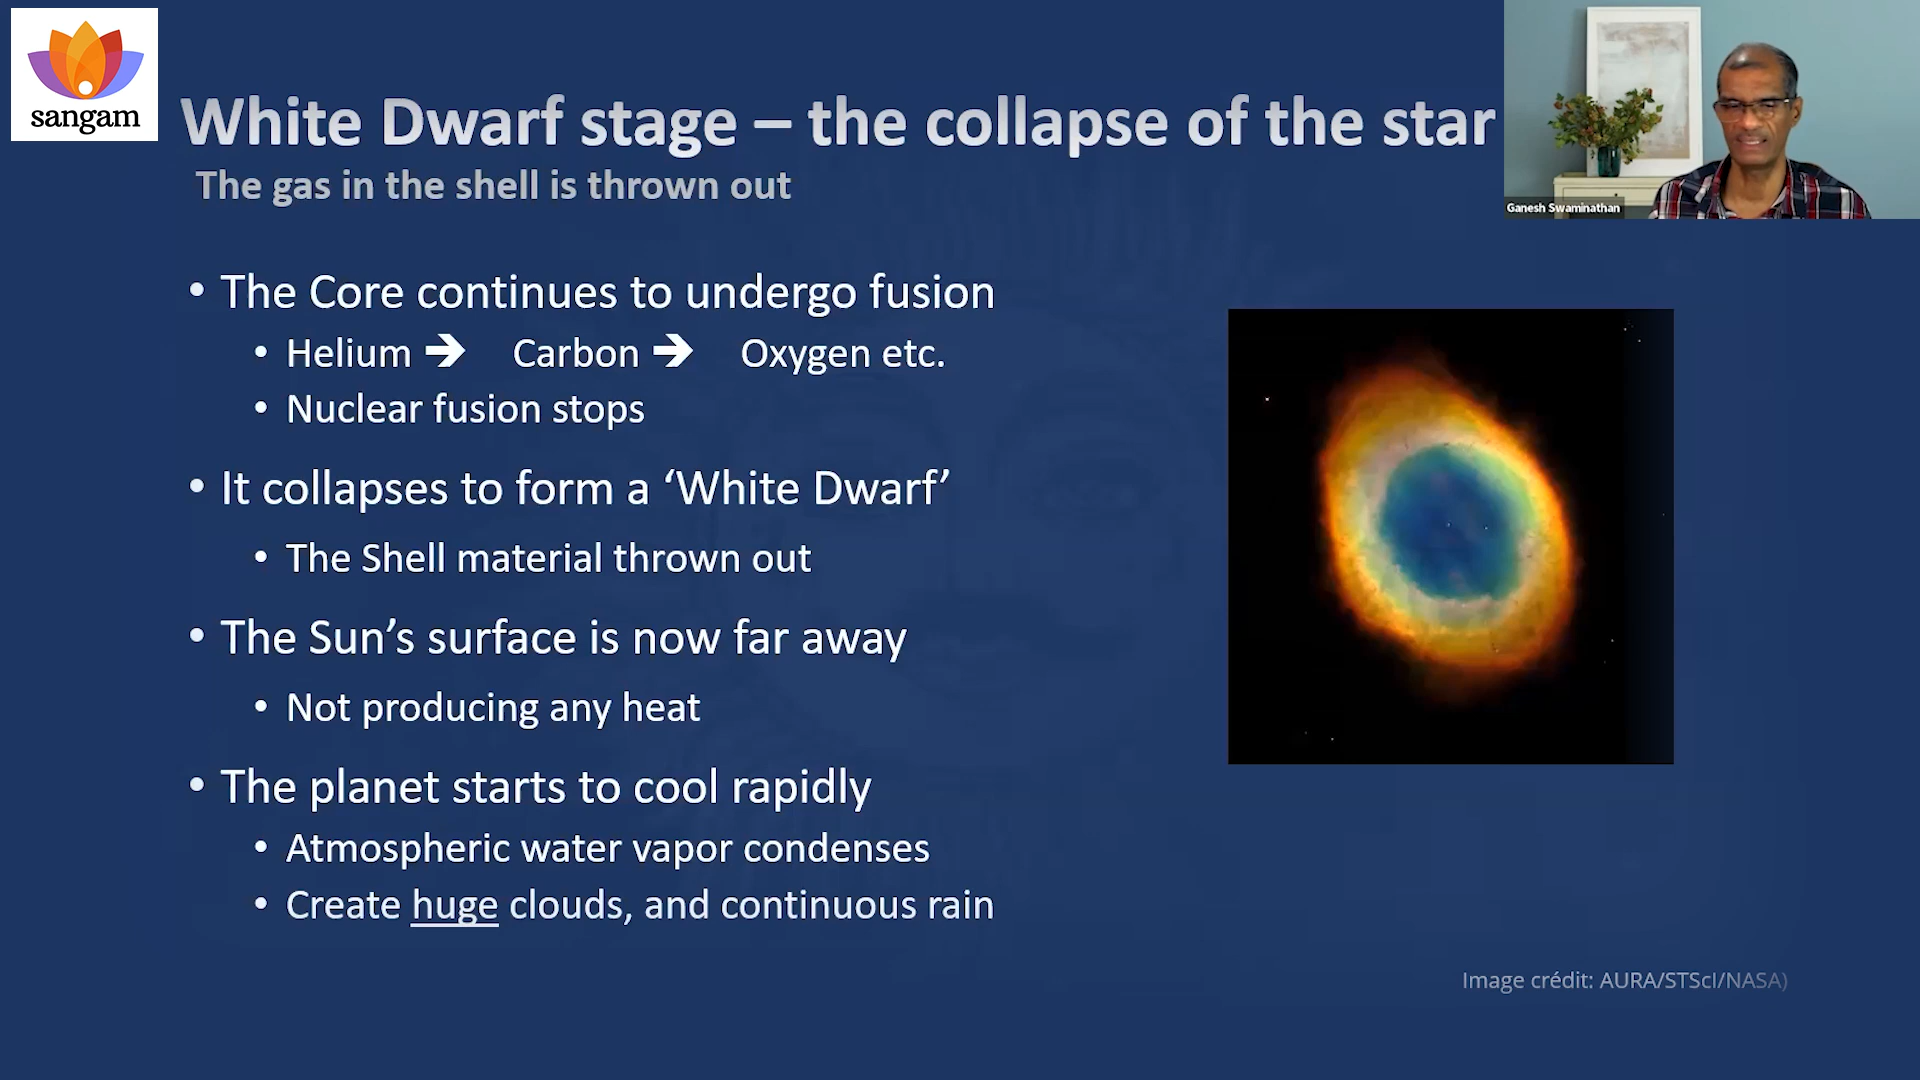 sangam
White Dwarf stage – the collapse of the star
The gas in the shell is thrown out
Ganesh Swaminathan
• The Core continues to undergo fusion
• Helium ➔ Carbon ➔ Oxygen etc.
• Nuclear fusion stops
• It collapses to form a ‘White Dwarf’
• The Shell material thrown out
• The Sun’s surface is now far away
• Not producing any heat
• The planet starts to cool rapidly
• Atmospheric water vapor condenses
• Create huge clouds, and continuous rain
Image crédit: AURA/STScI/NASA)